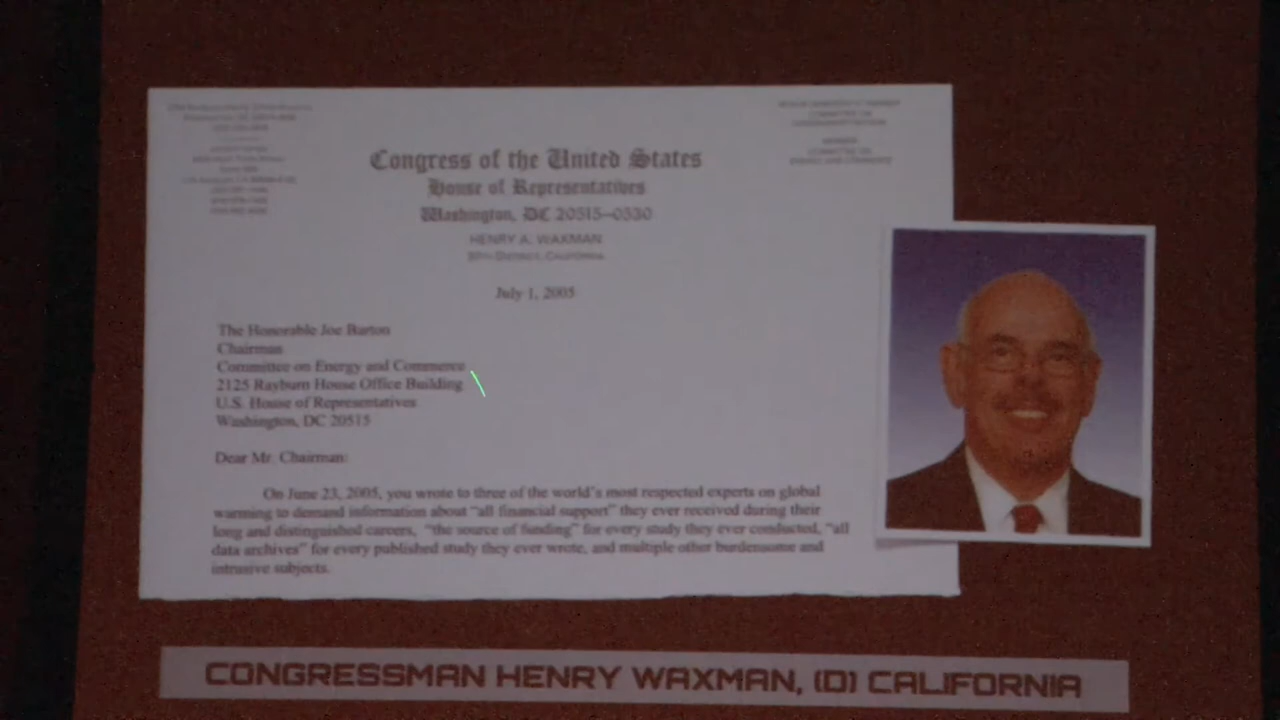 Congress of the United States
House of Representatives
Washington, DC 20515–0530
HENRY A. WAXMAN
30TH DISTRICT, CALIFORNIA
July 1, 2005
The Honorable Joe Barton
Chairman
Committee on Energy and Commerce
2125 Rayburn House Office Building
U.S. House of Representatives
Washington, DC 20515
Dear Mr. Chairman:
On June 23, 2005, you wrote to three of the world's most respected experts on global
warming to demand information about "all financial support" they ever received during their
long and distinguished careers, "the source of funding" for every study they ever conducted, "all
data archives" for every published study they ever wrote, and multiple other burdensome and
intrusive subjects.
CONGRESSMAN HENRY WAXMAN, (D) CALIFORNIA